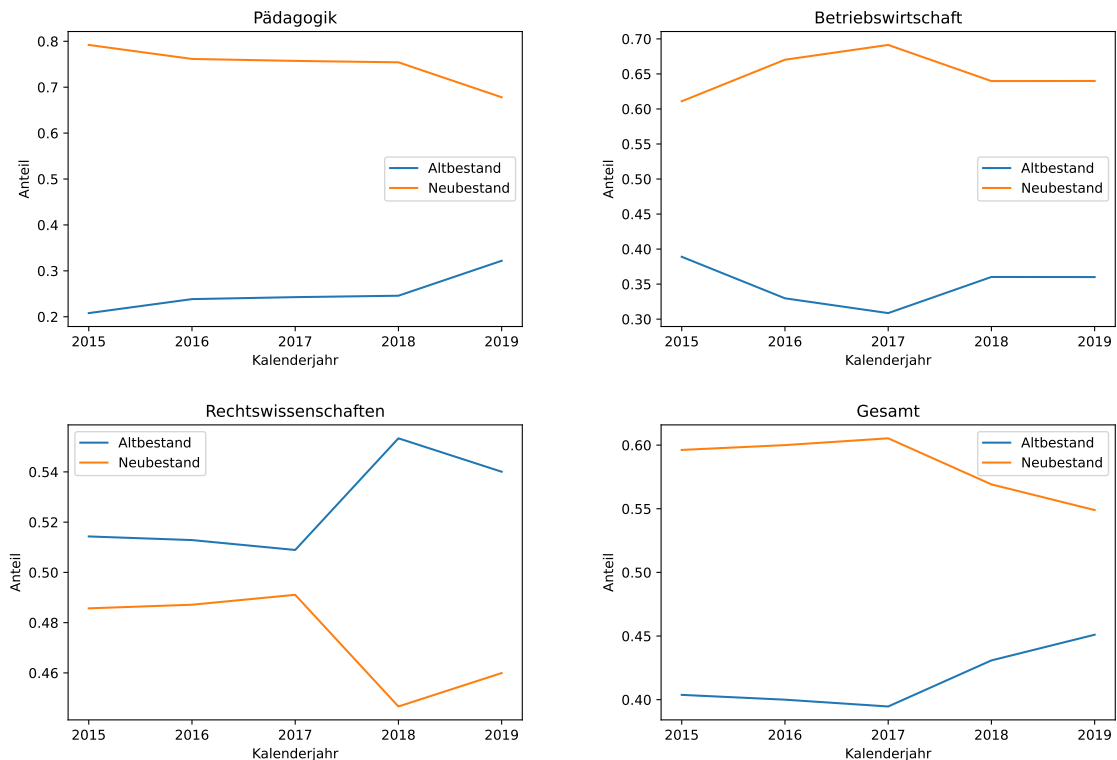 Pädagogik
0.8
0.7
0.6
0.5
0.4
0.3
0.2
Anteil
Altbestand
Neubestand
2015 2016 2017 2018 2019
Kalenderjahr
Betriebswirtschaft
0.70
0.65
0.60
0.55
0.50
0.45
0.40
0.35
0.30
Anteil
Altbestand
Neubestand
2015 2016 2017 2018 2019
Kalenderjahr
Rechtswissenschaften
Altbestand
Neubestand
0.54
0.52
0.50
0.48
0.46
Anteil
2015 2016 2017 2018 2019
Kalenderjahr
Gesamt
Altbestand
Neubestand
0.60
0.55
0.50
0.45
0.40
Anteil
2015 2016 2017 2018 2019
Kalenderjahr